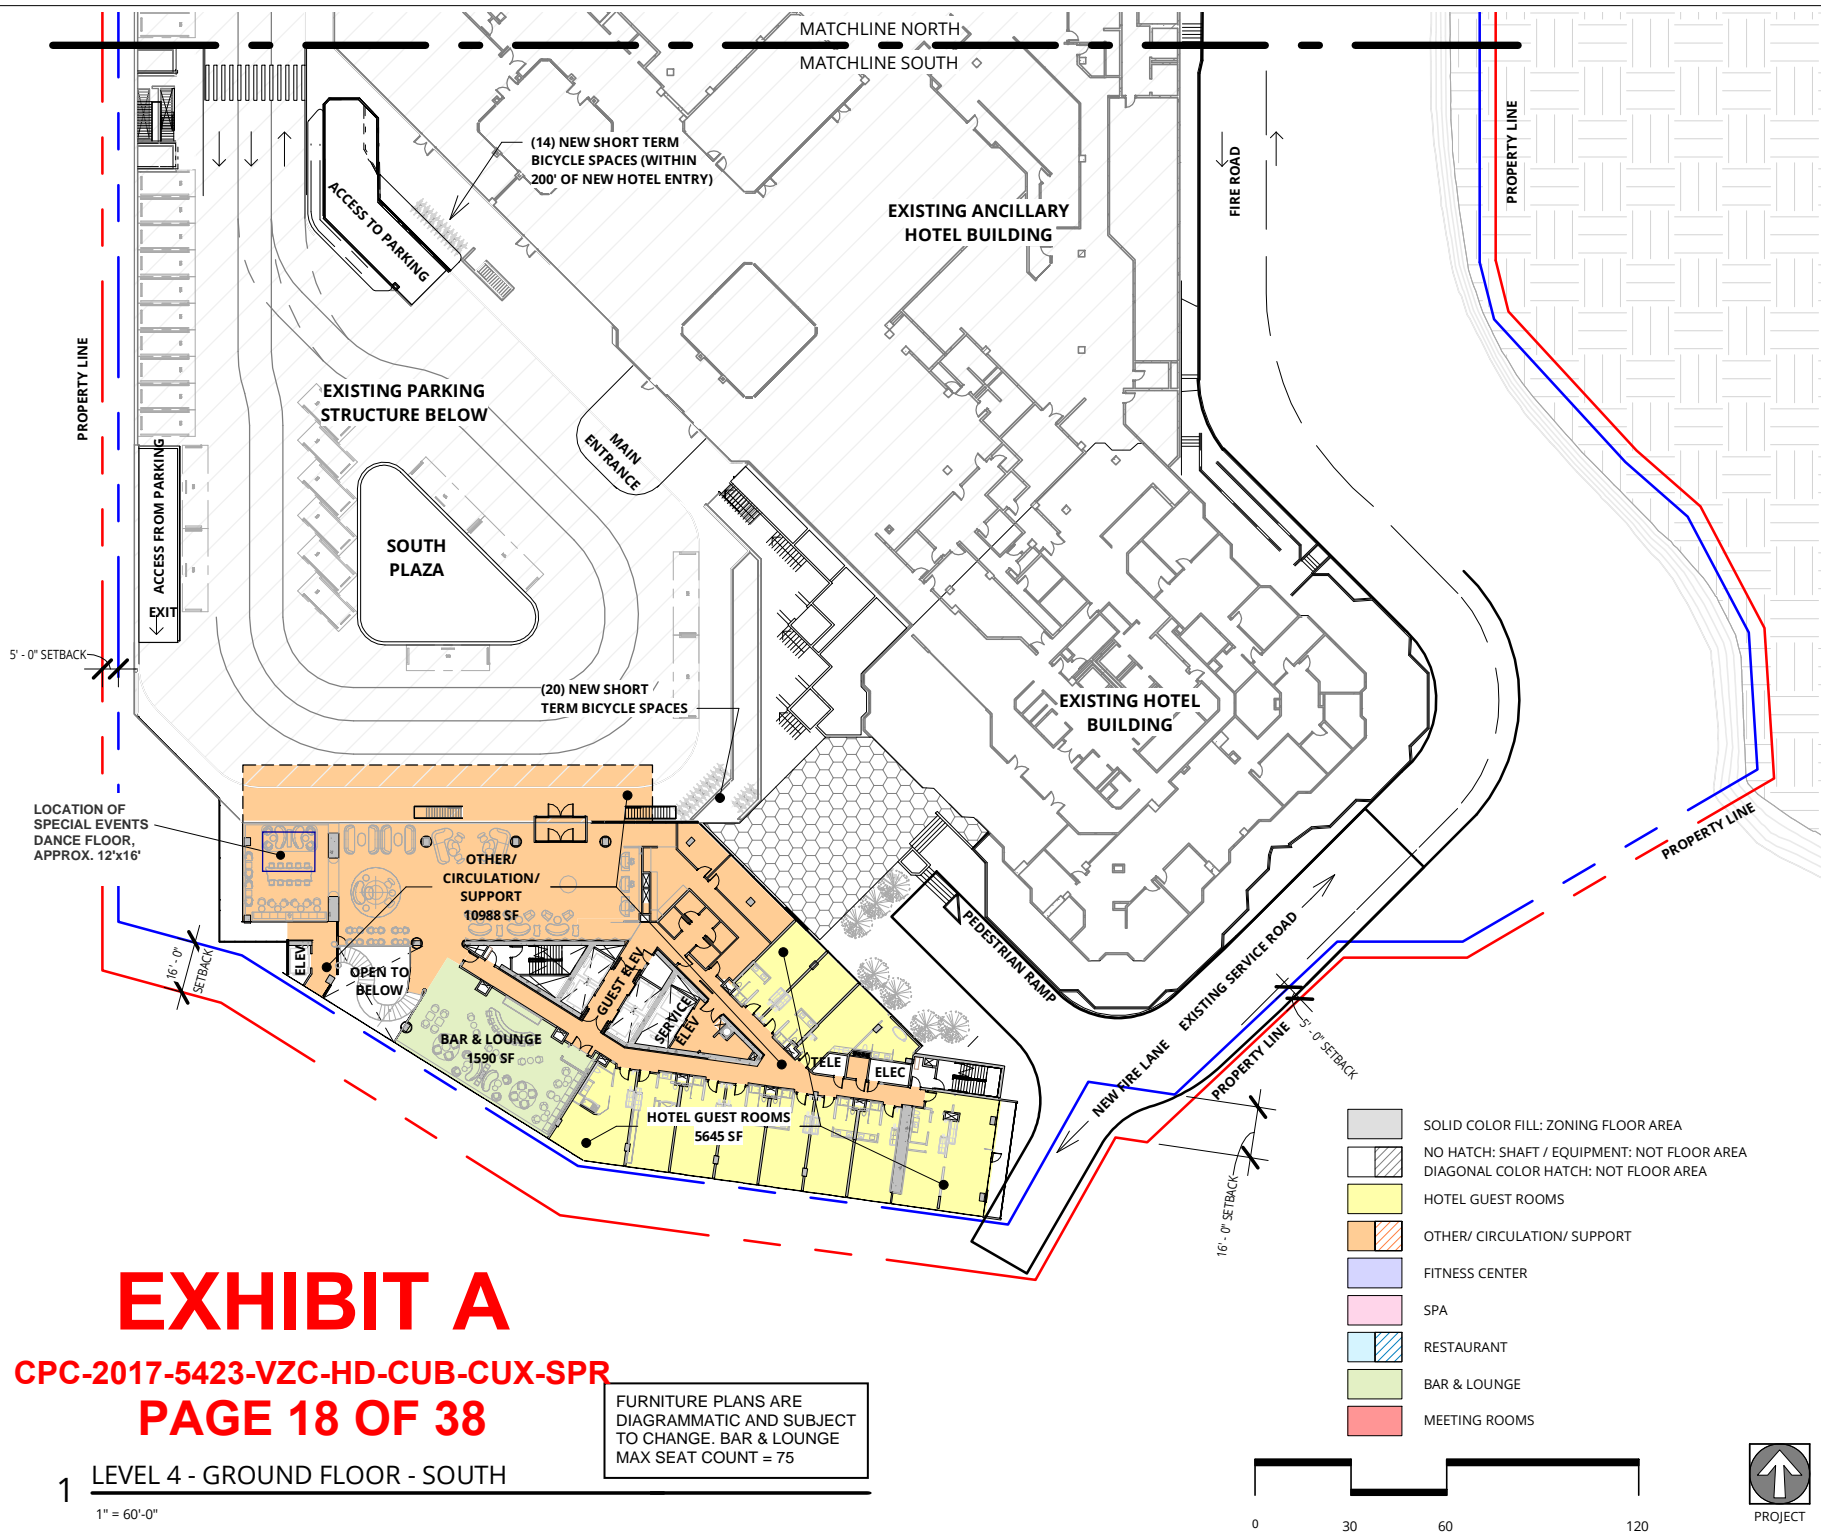 MATCHLINE NORTH
MATCHLINE SOUTH
(14) NEW SHORT TERM
BICYCLE SPACES (WITHIN
200' OF NEW HOTEL ENTRY)
ACCESS TO PARKING
EXISTING ANCILLARY
HOTEL BUILDING
FIRE ROAD
PROPERTY LINE
PROPERTY LINE
EXISTING PARKING
STRUCTURE BELOW
MAIN
ENTRANCE
ACCESS FROM PARKING
EXIT
SOUTH
PLAZA
5' - 0" SETBACK
(20) NEW SHORT
TERM BICYCLE SPACES
EXISTING HOTEL
BUILDING
LOCATION OF
SPECIAL EVENTS
DANCE FLOOR,
APPROX. 12'x16'
OTHER/
CIRCULATION/
SUPPORT
10988 SF
PROPERTY LINE
PEDESTRIAN RAMP
EXISTING SERVICE ROAD
16' - 0"
SETBACK
ELEV
OPEN TO
BELOW
GUEST ELEV
SERVICE
ELEV
BAR & LOUNGE
1590 SF
TELE
ELEC
NEW FIRE LANE
PROPERTY LINE
5' - 0" SETBACK
HOTEL GUEST ROOMS
5645 SF
16' - 0" SETBACK
SOLID COLOR FILL: ZONING FLOOR AREA
NO HATCH: SHAFT / EQUIPMENT: NOT FLOOR AREA
DIAGONAL COLOR HATCH: NOT FLOOR AREA
HOTEL GUEST ROOMS
OTHER/ CIRCULATION/ SUPPORT
FITNESS CENTER
SPA
RESTAURANT
BAR & LOUNGE
MEETING ROOMS
EXHIBIT A
CPC-2017-5423-VZC-HD-CUB-CUX-SPR
PAGE 18 OF 38
FURNITURE PLANS ARE
DIAGRAMMATIC AND SUBJECT
TO CHANGE. BAR & LOUNGE
MAX SEAT COUNT = 75
1 LEVEL 4 - GROUND FLOOR - SOUTH
1" = 60'-0"
0 30 60 120
PROJECT